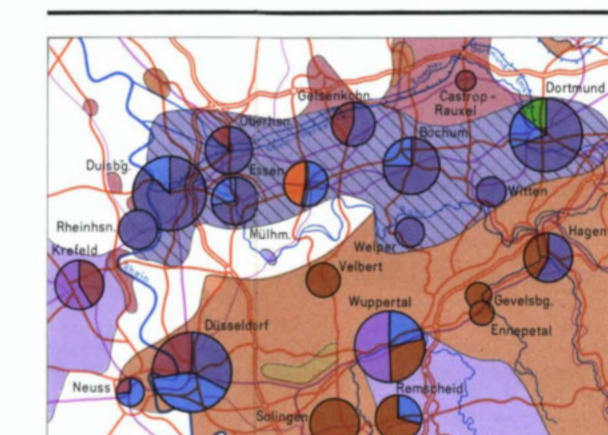 Dortmund
Gelsenkchn.
Castrop-
Rauxel
Oberhsn.
Bochum
Duisbg.
Essen
Witten
Rheinhsn.
Mülhm.
Hagen
Welper
Krefeld
Velbert
Rhein
Wuppertal
Gevelsbg.
Düsseldorf
Ennepetal
Neuss
Remscheid
Solingen